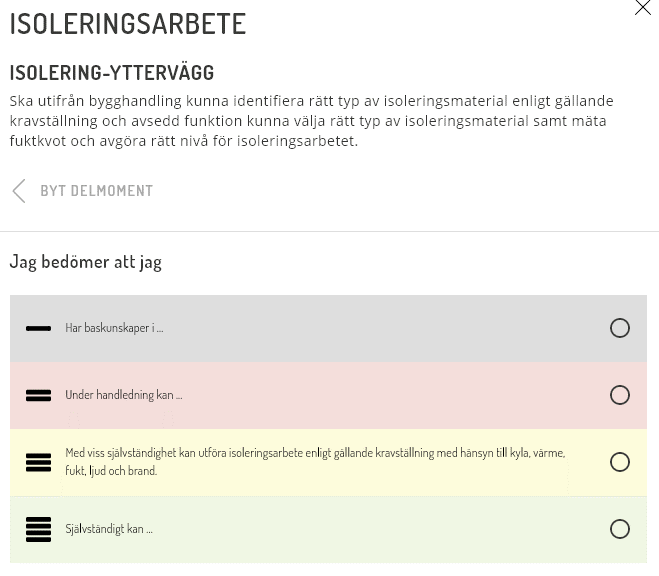 ISOLERINGSARBETE
ISOLERING-YTTERVÄGG
Ska utifrån bygghandling kunna identifiera rätt typ av isoleringsmaterial enligt gällande
kravställning och avsedd funktion kunna välja rätt typ av isoleringsmaterial samt mäta
fuktkvot och avgöra rätt nivå för isoleringsarbetet.
BYT DELMOMENT
Jag bedömer att jag
Har baskunskaper i ...
Under handledning kan ...
Med viss självständighet kan utföra isoleringsarbete enligt gällande kravställning med hänsyn till kyla, värme,
fukt, ljud och brand.
Självständigt kan ...